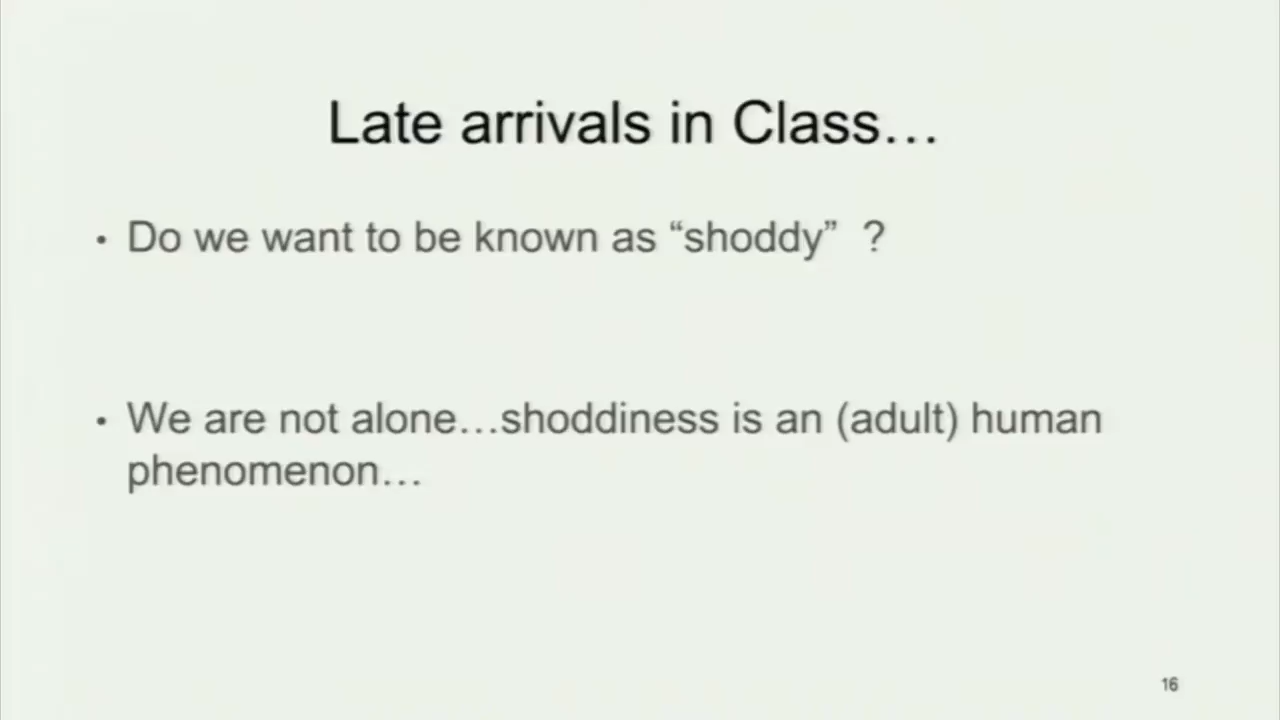 Late arrivals in Class…
• Do we want to be known as “shoddy” ?
• We are not alone…shoddiness is an (adult) human
phenomenon…
16